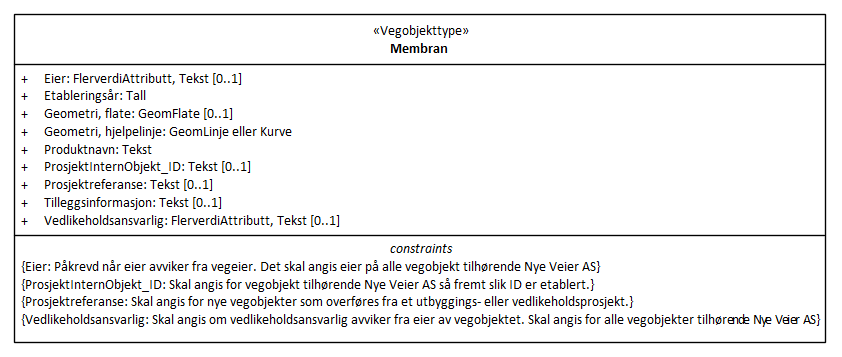 «Vegobjekttype»
Membran
+ Eier: FlerverdiAttributt, Tekst [0..1]
+ Etableringsår: Tall
+ Geometri, flate: GeomFlate [0..1]
+ Geometri, hjelpelinje: GeomLinje eller Kurve
+ Produktnavn: Tekst
+ ProsjektInternObjekt_ID: Tekst [0..1]
+ Prosjektreferanse: Tekst [0..1]
+ Tilleggsinformasjon: Tekst [0..1]
+ Vedlikeholdsansvarlig: FlerverdiAttributt, Tekst [0..1]
constraints
{Eier: Påkrevd når eier avviker fra vegeier. Det skal angis eier på alle vegobjekt tilhørende Nye Veier AS}
{ProsjektInternObjekt_ID: Skal angis for vegobjekt tilhørende Nye Veier AS så fremt slik ID er etablert.}
{Prosjektreferanse: Skal angis for nye vegobjekter som overføres fra et utbyggings- eller vedlikeholdsprosjekt.}
{Vedlikeholdsansvarlig: Skal angis om vedlikeholdsansvarlig avviker fra eier av vegobjektet. Skal angis for alle vegobjekter tilhørende Nye Veier AS}